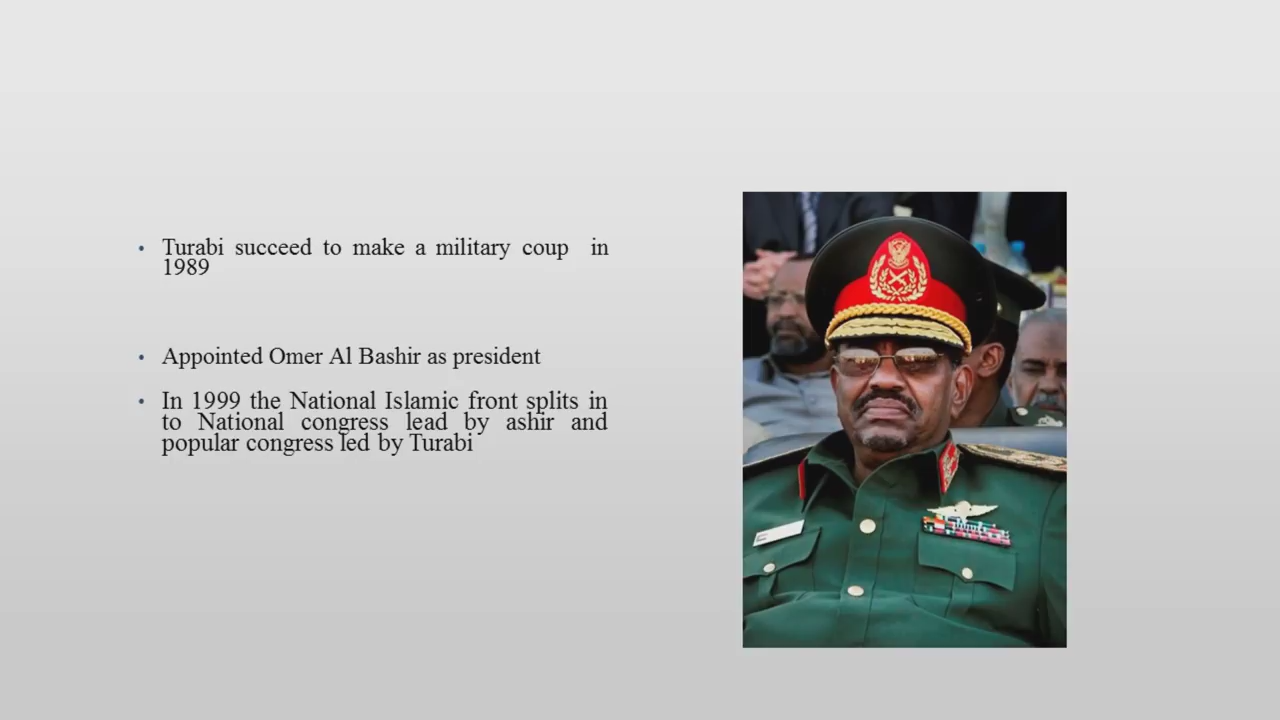 Turabi succeed to make a military coup in
1989
Appointed Omer Al Bashir as president
In 1999 the National Islamic front splits in
to National congress lead by ashir and
popular congress led by Turabi